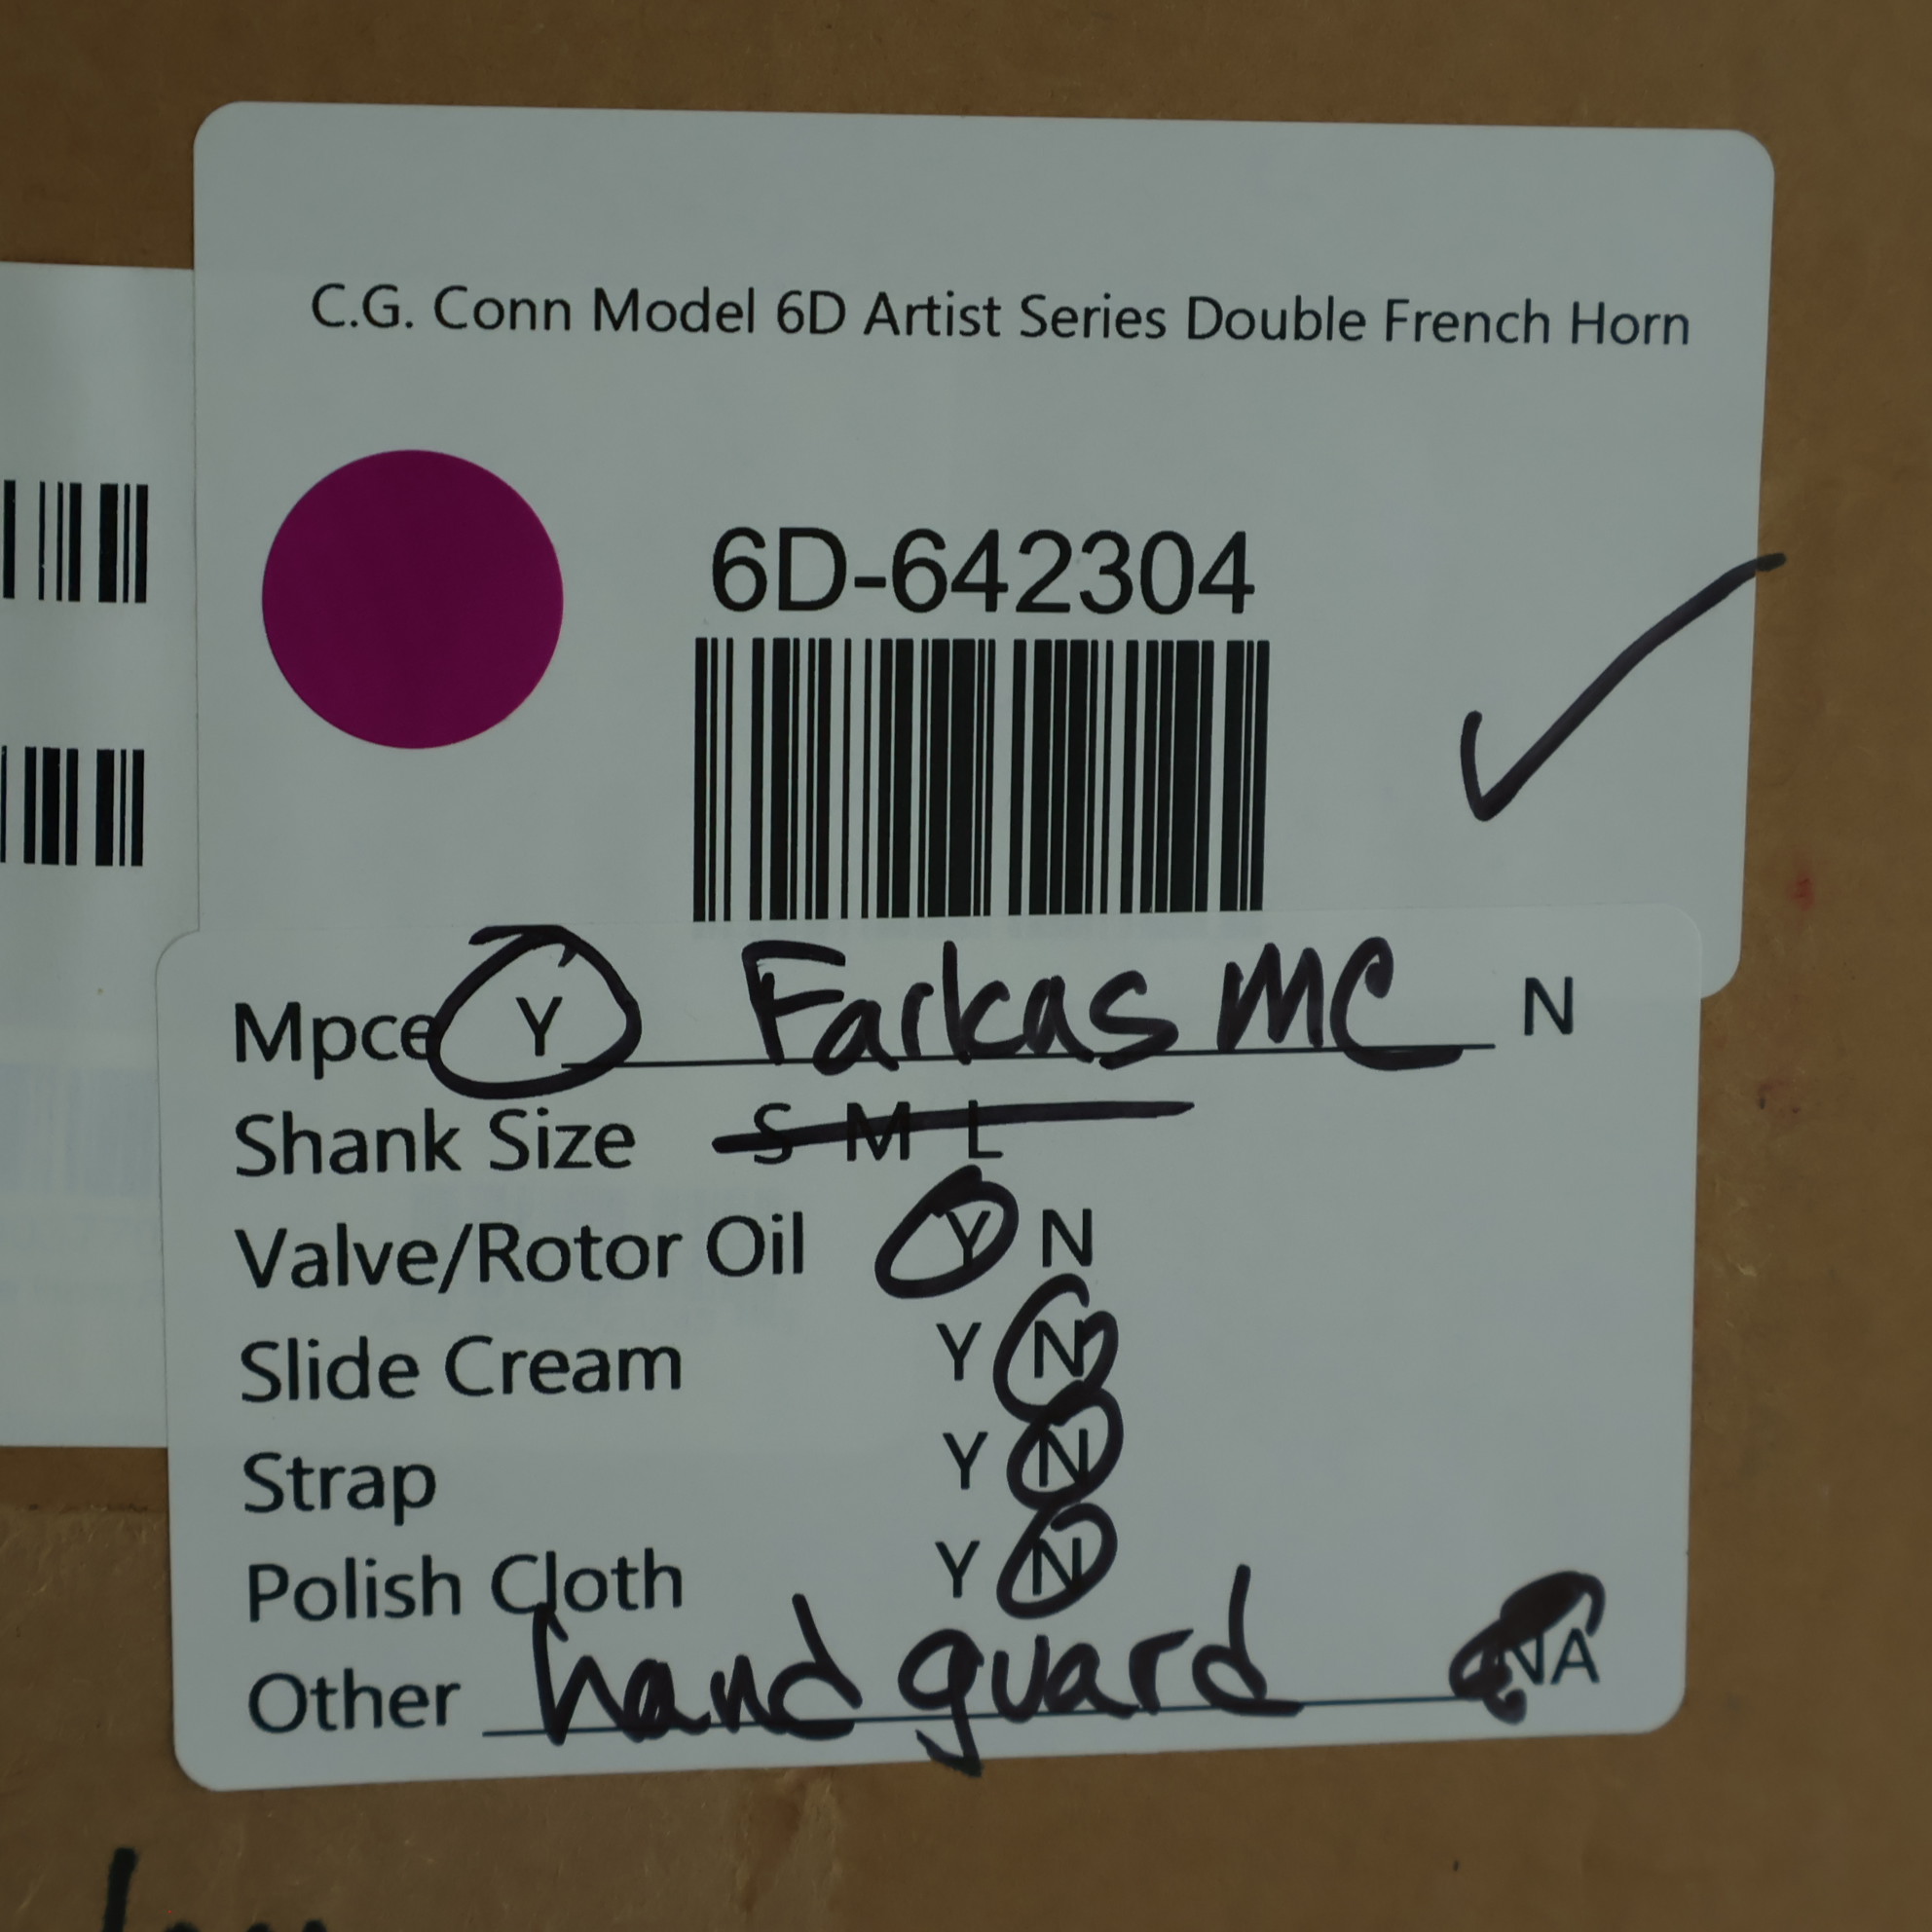 C.G. Conn Model 6D Artist Series Double French Horn
6D-642304
Mpce Y Farkas MC N
Shank Size S M L
Valve/Rotor Oil Y N
Slide Cream Y N
Strap Y N
Polish Cloth Y N
Other hand guard NA